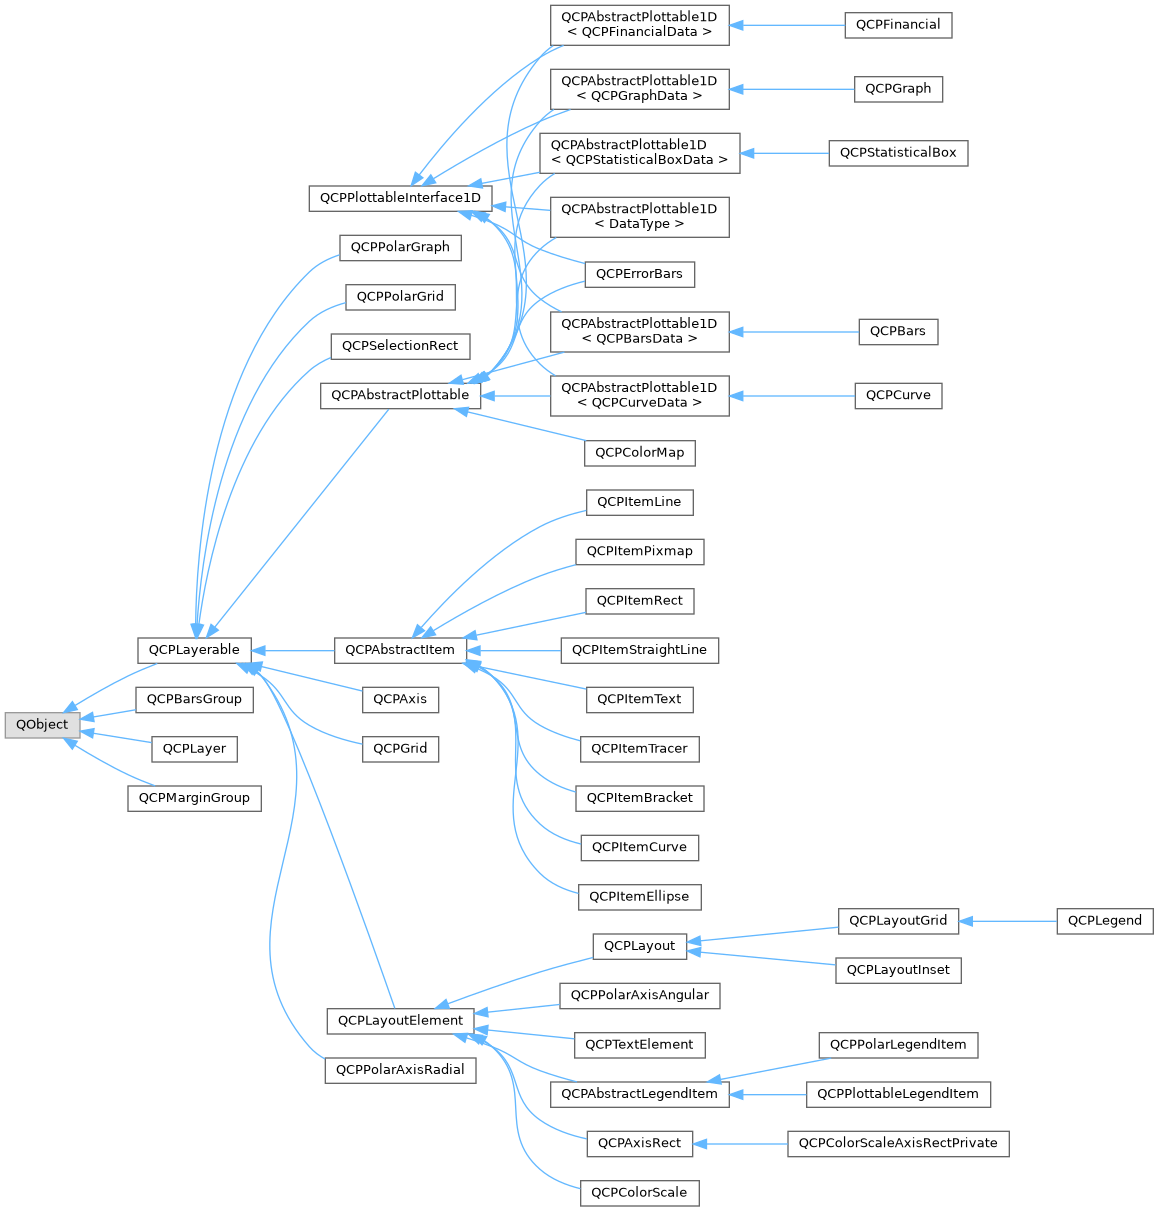 QCPAbstractPlottable1D
< QCPFinancialData >
QCPFinancial
QCPAbstractPlottable1D
< QCPGraphData >
QCPGraph
QCPAbstractPlottable1D
< QCPStatisticalBoxData >
QCPStatisticalBox
QCPPlottableInterface1D
QCPAbstractPlottable1D
< DataType >
QCPPolarGraph
QCPErrorBars
QCPPolarGrid
QCPAbstractPlottable1D
< QCPBarsData >
QCPBars
QCPSelectionRect
QCPAbstractPlottable
QCPAbstractPlottable1D
< QCPCurveData >
QCPCurve
QCPColorMap
QCPItemLine
QCPItemPixmap
QCPItemRect
QCPLayerable
QCPAbstractItem
QCPItemStraightLine
QCPBarsGroup
QCPAxis
QCPItemText
QObject
QCPLayer
QCPGrid
QCPItemTracer
QCPMarginGroup
QCPItemBracket
QCPItemCurve
QCPItemEllipse
QCPLayoutGrid
QCPLegend
QCPLayout
QCPLayoutInset
QCPPolarAxisAngular
QCPLayoutElement
QCPTextElement
QCPPolarLegendItem
QCPPolarAxisRadial
QCPAbstractLegendItem
QCPPlottableLegendItem
QCPAxisRect
QCPColorScaleAxisRectPrivate
QCPColorScale